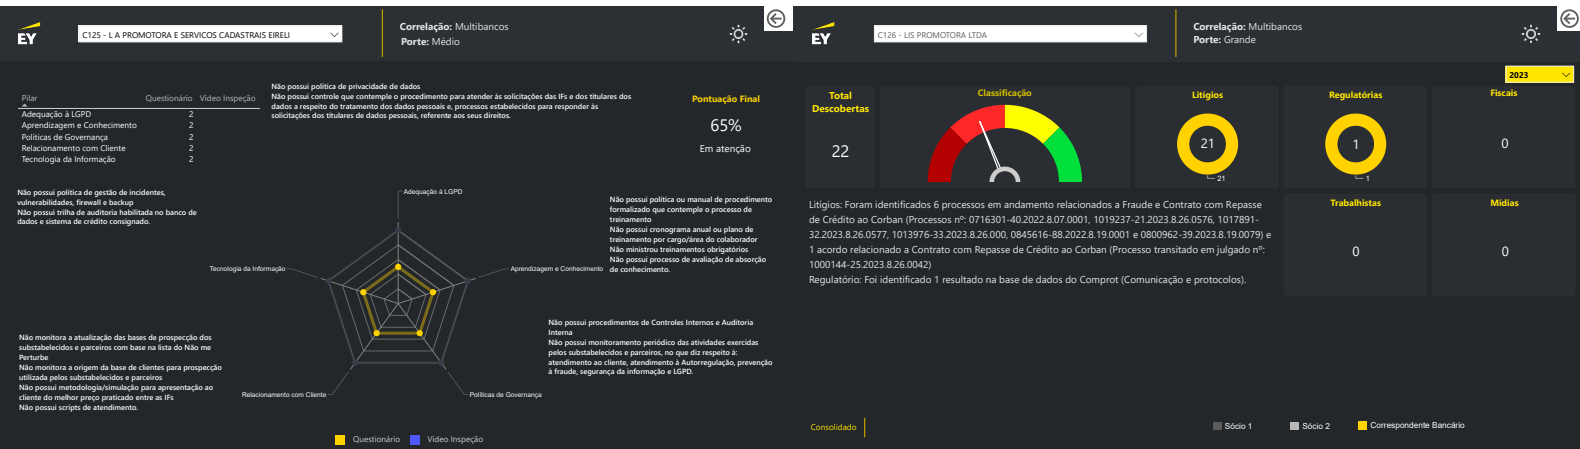 EY
C125 - L A PROMOTORA E SERVICOS CADASTRAIS EIRELI
Correlação: Multibancos
Porte: Médio
Pilar Questionário Video Inspeção
Adequação à LGPD 2
Aprendizagem e Conhecimento 2
Políticas de Governança 2
Relacionamento com Cliente 2
Tecnologia da Informação 2
Não possui política de privacidade de dados
Não possui controle que contemple o procedimento para atender às solicitações das IFs e dos titulares dos
dados a respeito do tratamento dos dados pessoais e, processos estabelecidos para responder às
solicitações dos titulares de dados pessoais, referente aos seus direitos.
Pontuação Final
65%
Em atenção
Não possui política de gestão de incidentes,
vulnerabilidades, firewall e backup
Não possui trilha de auditoria habilitada no banco de
dados e sistema de crédito consignado.
Adequação à LGPD
Não possui política ou manual de procedimento
formalizado que contemple o processo de
treinamento
Não possui cronograma anual ou plano de
treinamento por cargo/área do colaborador
Não ministrou treinamentos obrigatórios
Não possui processo de avaliação de absorção
de conhecimento.
Tecnologia da Informação
Aprendizagem e Conhecimento
Não monitora a atualização das bases de prospecção dos
substabelecidos e parceiros com base na lista do Não me
Perturbe
Não monitora a origem da base de clientes para prospecção
utilizada pelos substabelecidos e parceiros
Não possui metodologia/simulação para apresentação ao
cliente do melhor preço praticado entre as IFs
Não possui scripts de atendimento.
Não possui procedimentos de Controles Internos e Auditoria
Interna
Não possui monitoramento periódico das atividades exercidas
pelos substabelecidos e parceiros, no que diz respeito à:
atendimento ao cliente, atendimento à Autorregulação, prevenção
à fraude, segurança da informação e LGPD.
Relacionamento com Cliente
Políticas de Governança
Questionário Video Inspeção
EY
C126 - LIS PROMOTORA LTDA
Correlação: Multibancos
Porte: Grande
2023
Total
Descobertas
22
Classificação
Litígios
21
21
Regulatórias
1
1
Fiscais
0
Litígios: Foram identificados 6 processos em andamento relacionados a Fraude e Contrato com Repasse
de Crédito ao Corban (Processos nº: 0716301-40.2022.8.07.0001, 1019237-21.2023.8.26.0576, 1017891-
32.2023.8.26.0577, 1013976-33.2023.8.26.000, 0845616-88.2022.8.19.0001 e 0800962-39.2023.8.19.0079) e
1 acordo relacionado a Contrato com Repasse de Crédito ao Corban (Processo transitado em julgado nº:
1000144-25.2023.8.26.0042)
Regulatório: Foi identificado 1 resultado na base de dados do Comprot (Comunicação e protocolos).
Trabalhistas
0
Mídias
0
Consolidado
Sócio 1 Sócio 2 Correspondente Bancário